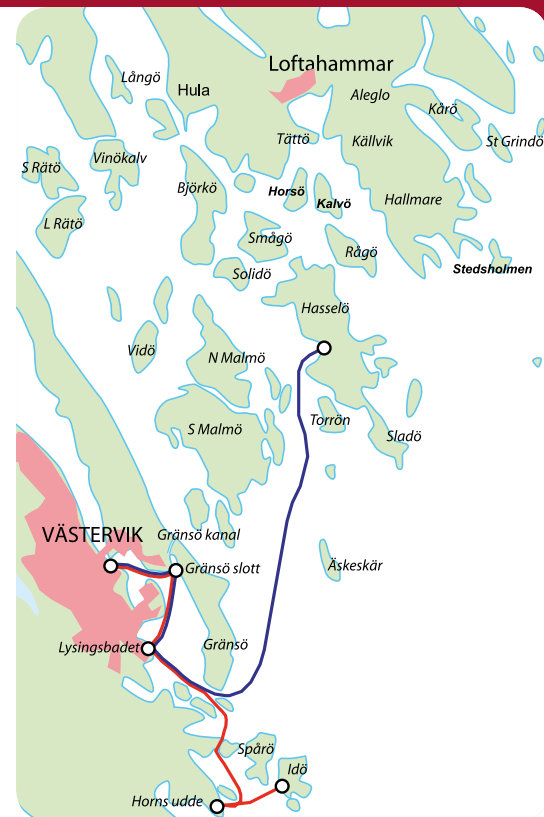 Loftahammar
Långö
Hula
Aleglo
Kårö
Tättö
Källvik
St Grindö
S Rätö
Vinökalv
Björkö
Horsö
Kalvö
Hallmare
L Rätö
Smågö
Rågö
Solidö
Stedsholmen
Hasselö
Vidö
N Malmö
S Malmö
Torrön
Sladö
VÄSTERVIK
Gränsö kanal
Gränsö slott
Äskeskär
Lysingsbadet
Gränsö
Spårö
Idö
Horns udde